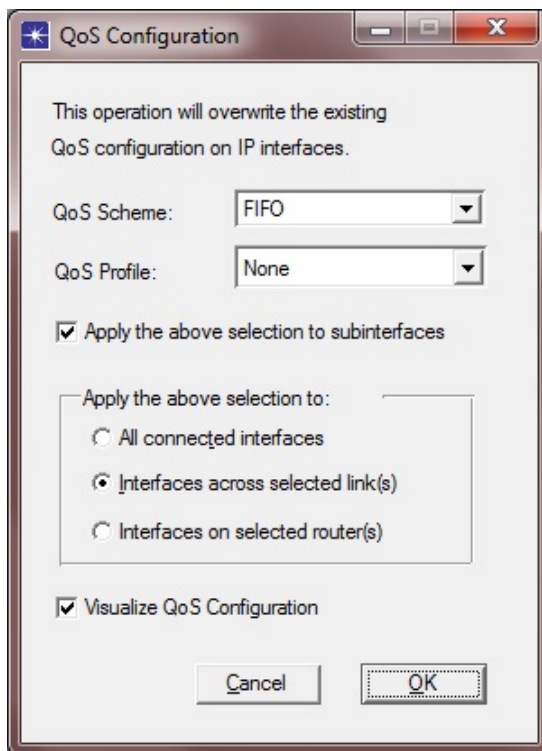 QoS Configuration
This operation will overwrite the existing
QoS configuration on IP interfaces.
QoS Scheme: FIFO
QoS Profile: None
Apply the above selection to subinterfaces
Apply the above selection to:
All connected interfaces
Interfaces across selected link(s)
Interfaces on selected router(s)
Visualize QoS Configuration
Cancel OK